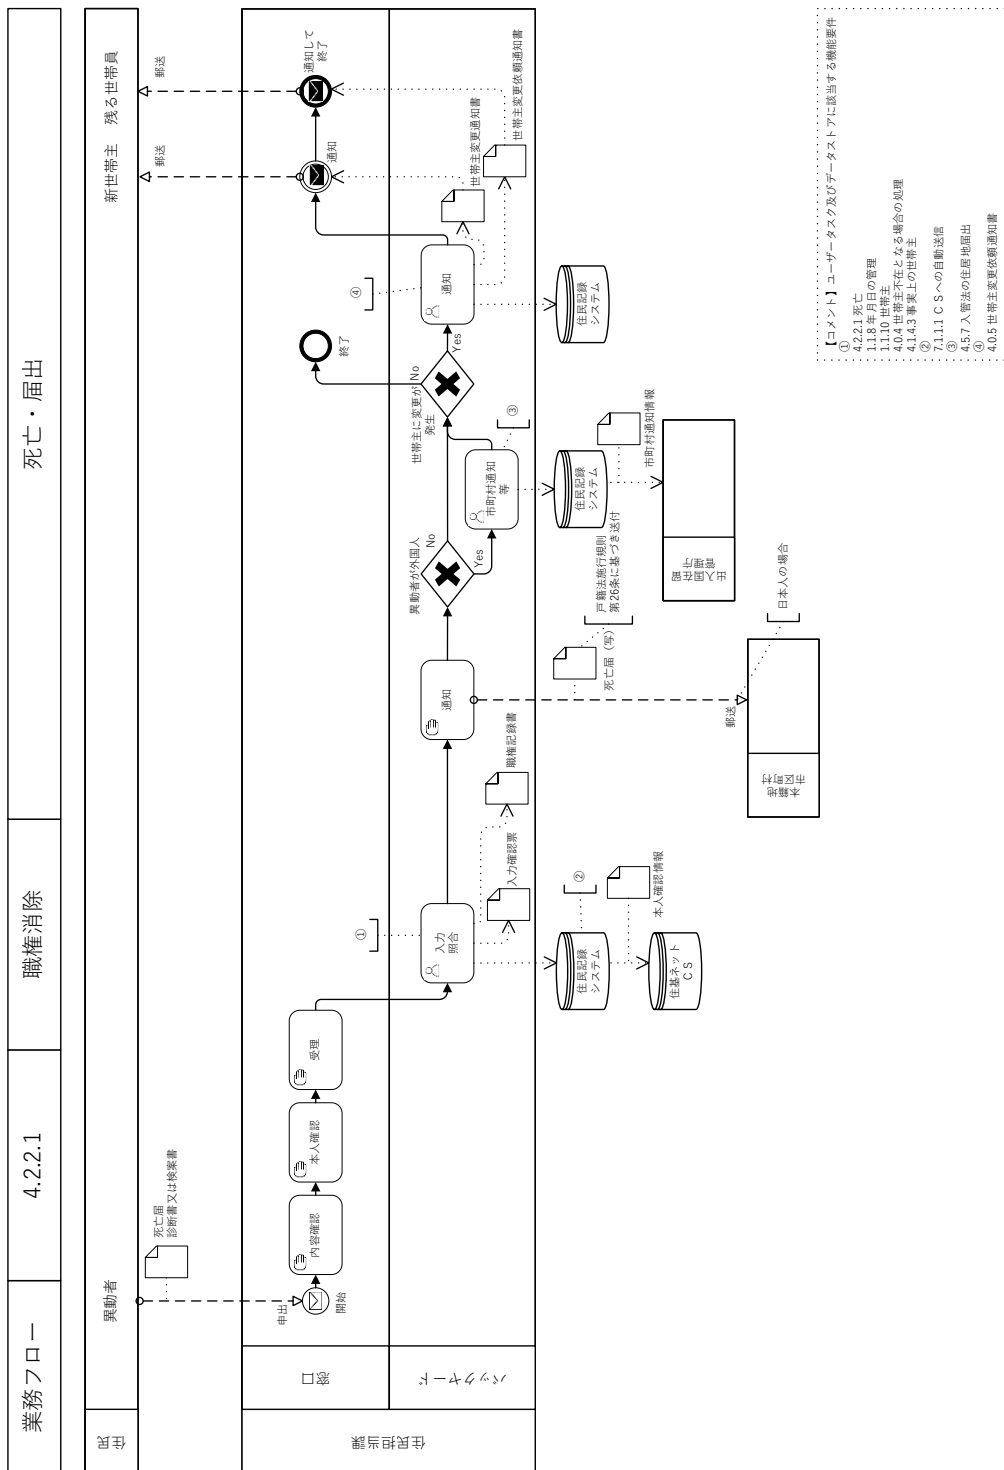 業務フロー
4.2.2.1
職権消除
死亡・届出
住民
異動者
新世帯主
残る世帯員
死亡届
診断書又は検案書
郵送
郵送
住民担当課
窓口
バックヤード
申出
開始
内容確認
本人確認
受理
通知
通知して
終了
①
入力
照合
入力確認票
職権記録書
通知
異動者が外国人
No
Yes
市町村通知
等
③
世帯主に変更が
発生
No
Yes
終了
④
通知
世帯主変更通知書
世帯主変更依頼通知書
住民記録
システム
②
本人確認情報
住基ネット
CS
死亡届（写）
戸籍法施行規則
第26条に基づき送付
郵送
日本人の場合
本籍地
市区町村
住民記録
システム
市町村通知情報
出入国在留
管理庁
住民記録
システム
【コメント】ユーザータスク及びデータストアに該当する機能要件
①
4.2.2.1 死亡
1.1.8 年月日の管理
1.1.10 世帯主
4.0.4 世帯主不在となる場合の処理
4.1.4.3 事実上の世帯主
②
7.1.1.1 ＣＳへの自動送信
③
4.5.7 入管法の住居地届出
④
4.0.5 世帯主変更依頼通知書